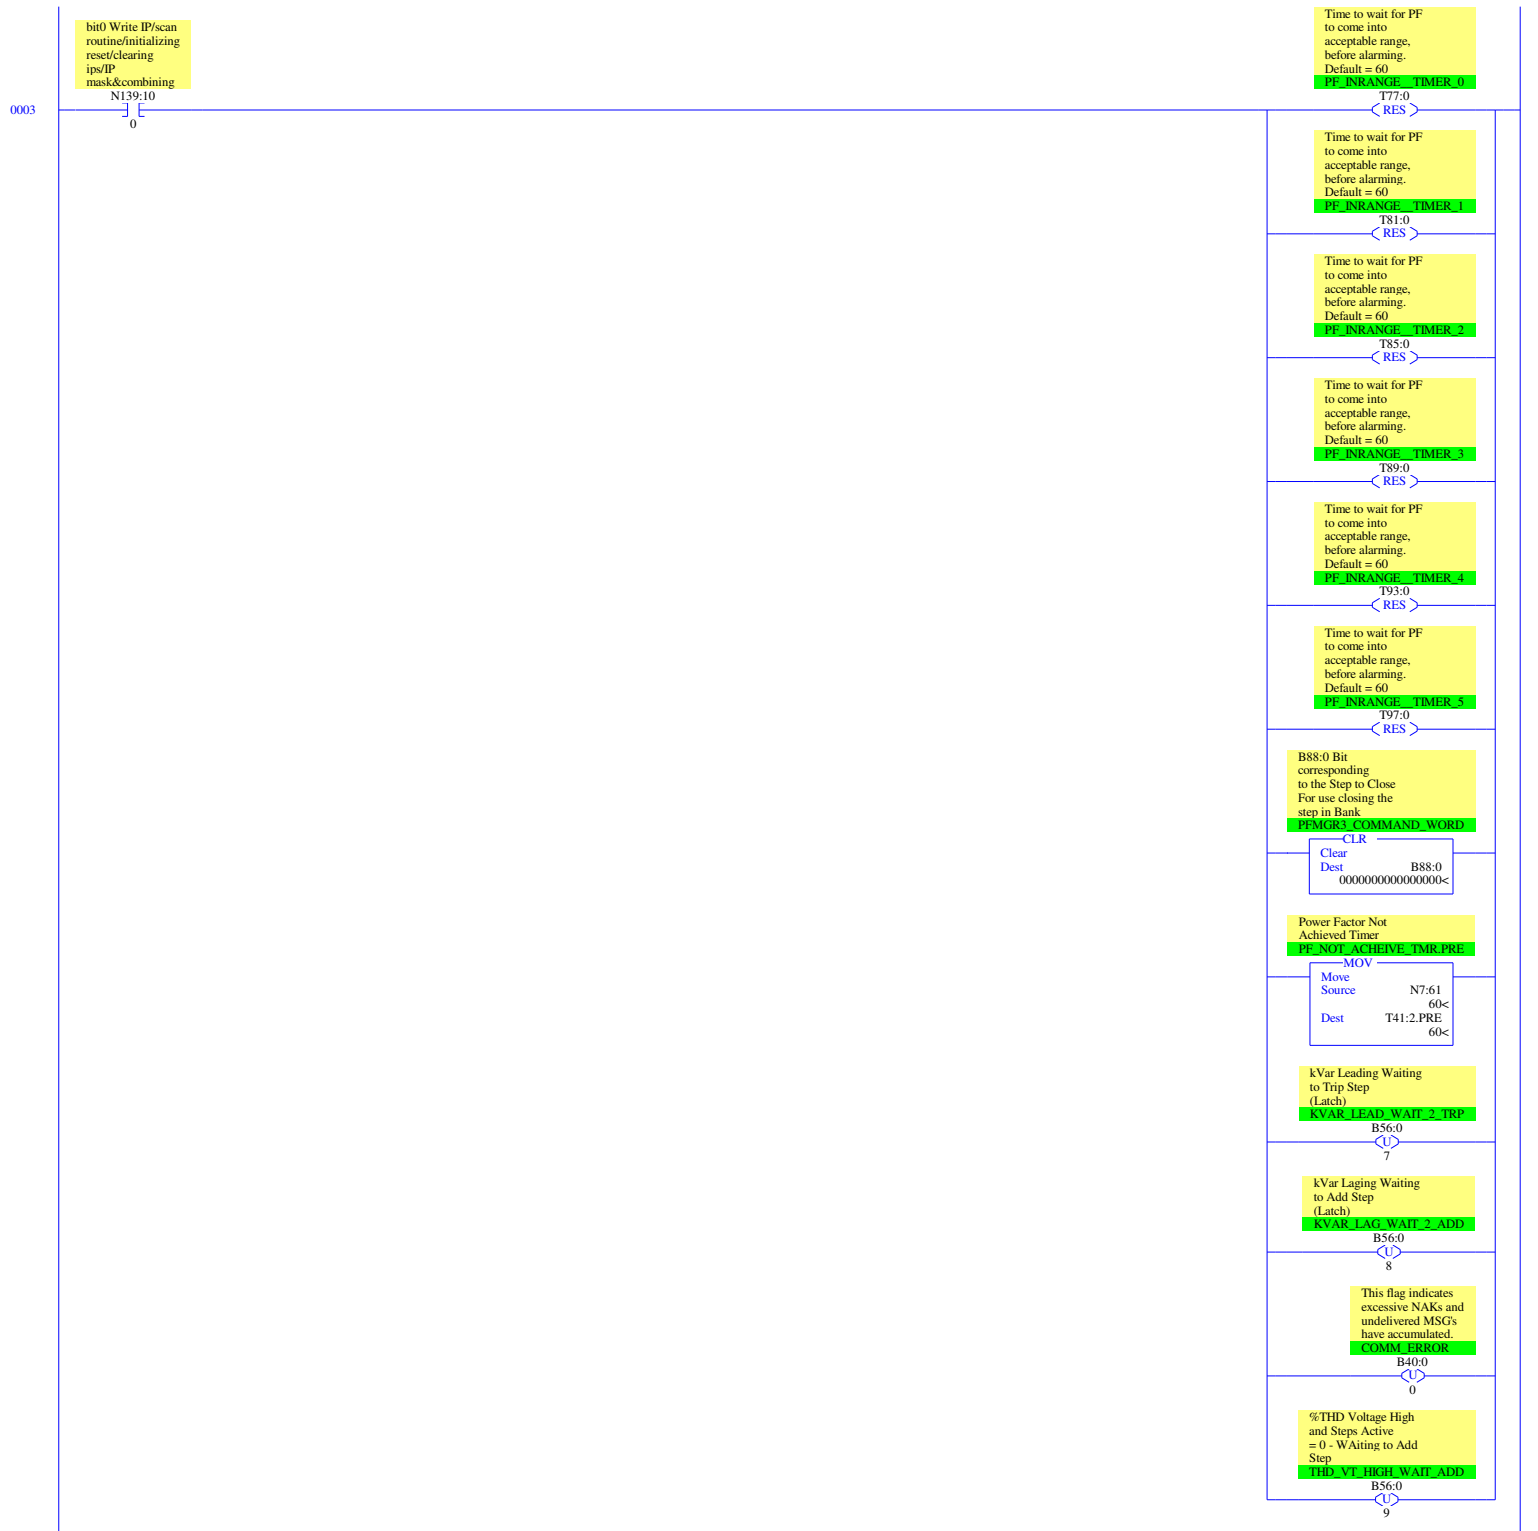 bit0 Write IP/scan
routine/initializing
reset/clearing
ips/IP
mask&combining
N139:10
0003
0
Time to wait for PF
to come into
acceptable range,
before alarming.
Default = 60
PF_INRANGE__TIMER_0
T77:0
RES
Time to wait for PF
to come into
acceptable range,
before alarming.
Default = 60
PF_INRANGE__TIMER_1
T81:0
RES
Time to wait for PF
to come into
acceptable range,
before alarming.
Default = 60
PF_INRANGE__TIMER_2
T85:0
RES
Time to wait for PF
to come into
acceptable range,
before alarming.
Default = 60
PF_INRANGE__TIMER_3
T89:0
RES
Time to wait for PF
to come into
acceptable range,
before alarming.
Default = 60
PF_INRANGE__TIMER_4
T93:0
RES
Time to wait for PF
to come into
acceptable range,
before alarming.
Default = 60
PF_INRANGE__TIMER_5
T97:0
RES
B88:0 Bit
corresponding
to the Step to Close
For use closing the
step in Bank
PFMGR3_COMMAND_WORD
CLR
Clear
Dest B88:0
0000000000000000<
Power Factor Not
Achieved Timer
PF_NOT_ACHEIVE_TMR.PRE
MOV
Move
Source N7:61
60<
Dest T41:2.PRE
60<
kVar Leading Waiting
to Trip Step
(Latch)
KVAR_LEAD_WAIT_2_TRP
B56:0
U
7
kVar Laging Waiting
to Add Step
(Latch)
KVAR_LAG_WAIT_2_ADD
B56:0
U
8
This flag indicates
excessive NAKs and
undelivered MSG's
have accumulated.
COMM_ERROR
B40:0
U
0
%THD Voltage High
and Steps Active
= 0 - WAiting to Add
Step
THD_VT_HIGH_WAIT_ADD
B56:0
U
9